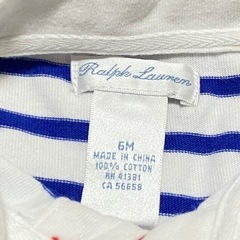 Ralph Lauren
6M
MADE IN CHINA
100% COTTON
RN 41381
CA 56658